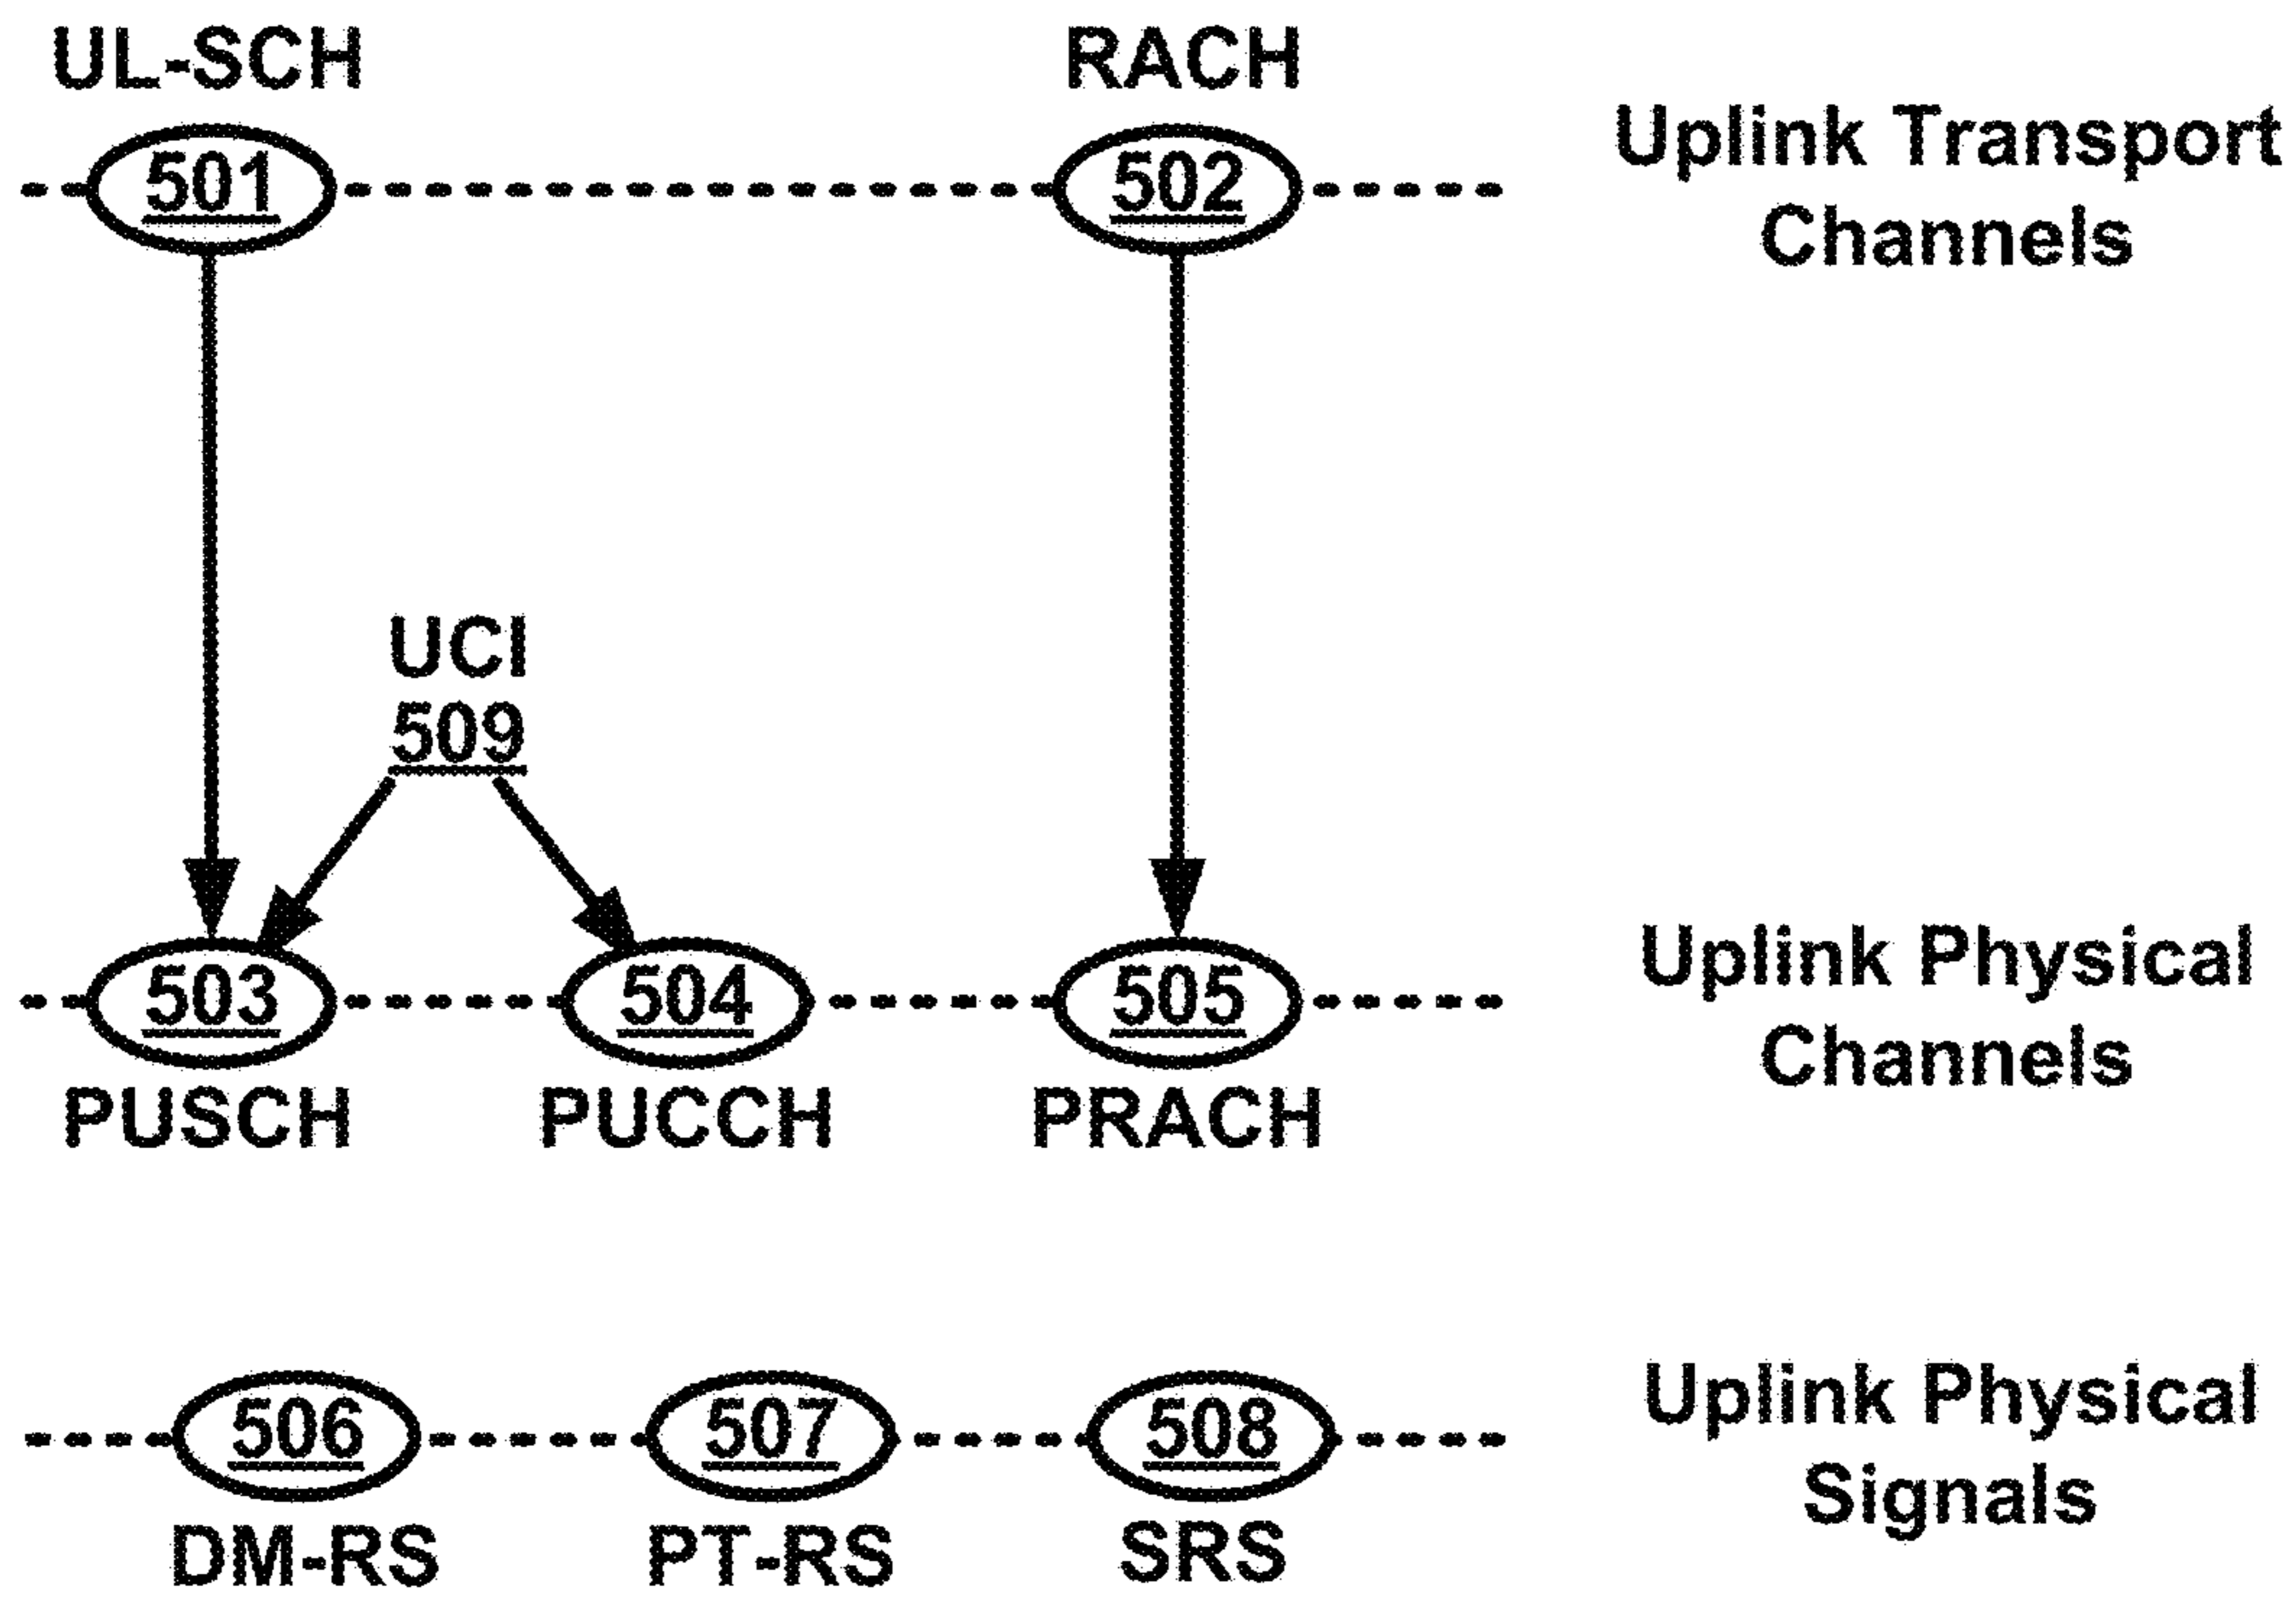 UL-SCH
RACH
501
502
Uplink Transport
Channels
UCI
509
503
504
505
Uplink Physical
Channels
PUSCH
PUCCH
PRACH
506
507
508
Uplink Physical
Signals
DM-RS
PT-RS
SRS